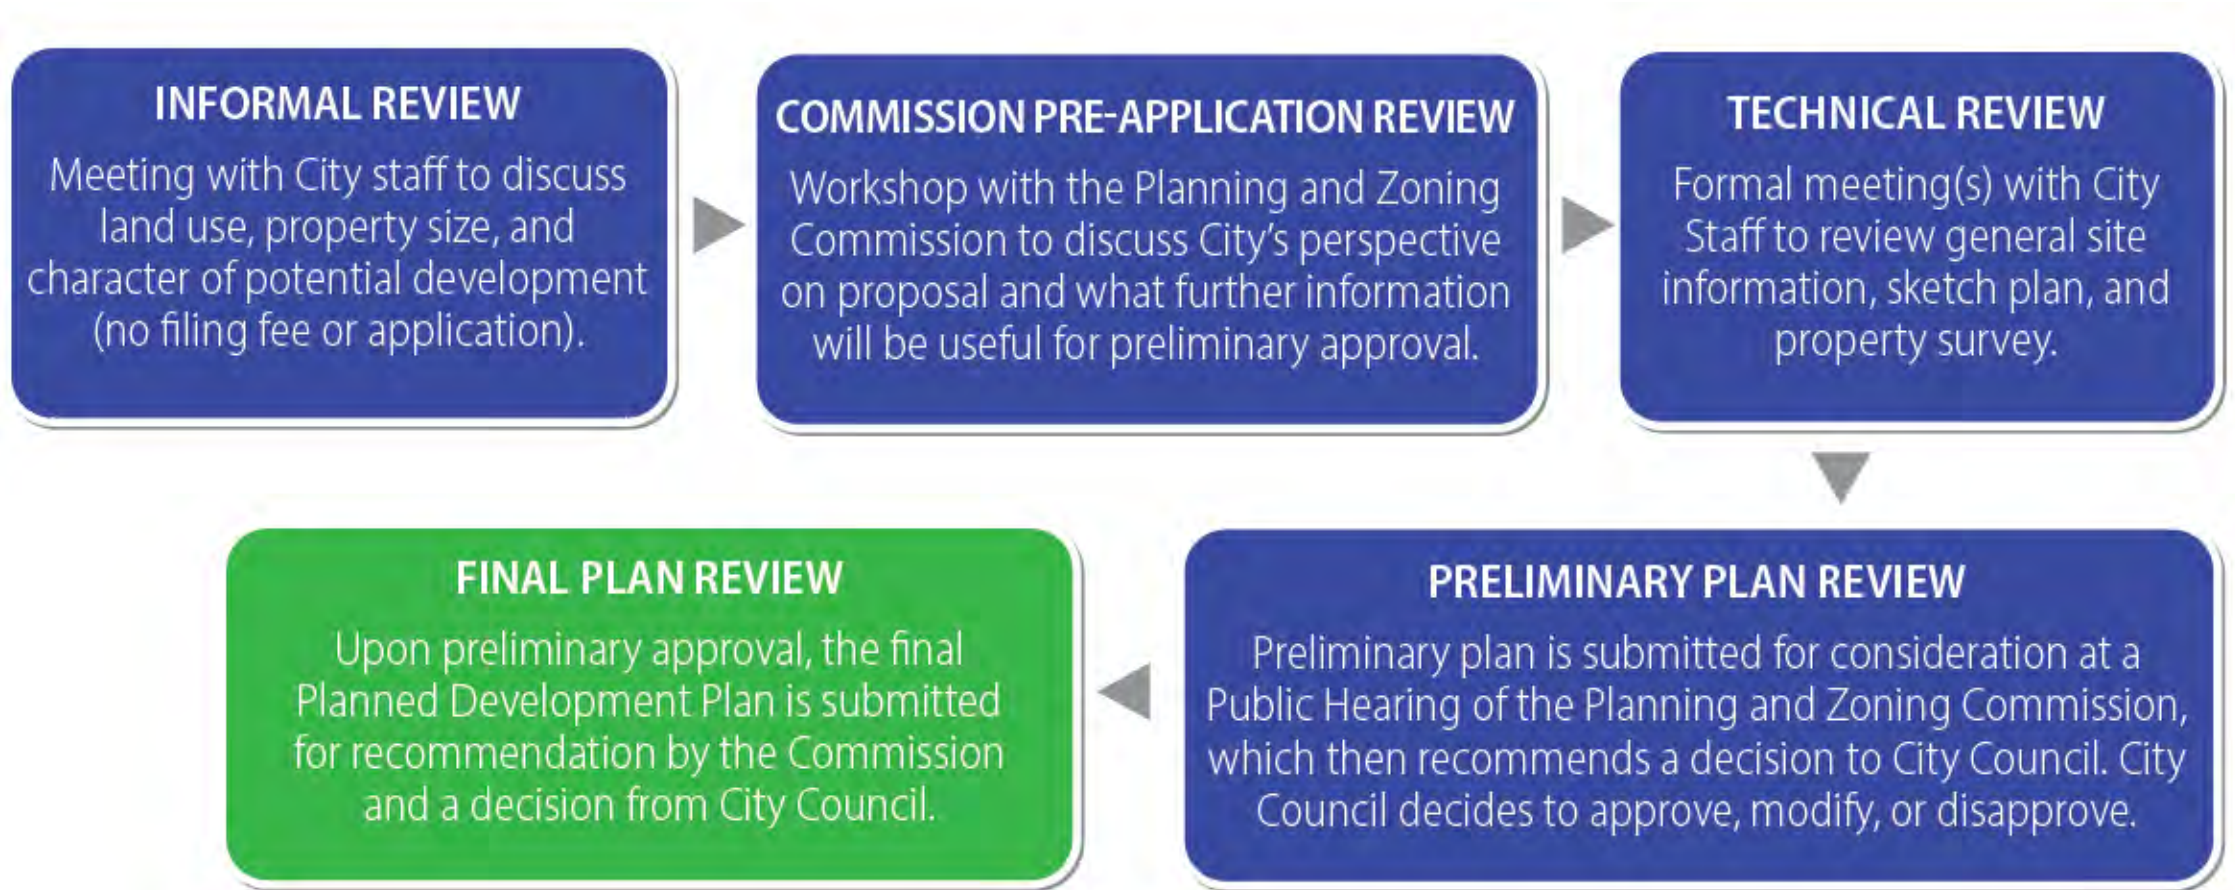 INFORMAL REVIEW
Meeting with City staff to discuss
land use, property size, and
character of potential development
(no filing fee or application).
COMMISSION PRE-APPLICATION REVIEW
Workshop with the Planning and Zoning
Commission to discuss City's perspective
on proposal and what further information
will be useful for preliminary approval.
TECHNICAL REVIEW
Formal meeting(s) with City
Staff to review general site
information, sketch plan, and
property survey.
PRELIMINARY PLAN REVIEW
Preliminary plan is submitted for consideration at a
Public Hearing of the Planning and Zoning Commission,
which then recommends a decision to City Council. City
Council decides to approve, modify, or disapprove.
FINAL PLAN REVIEW
Upon preliminary approval, the final
Planned Development Plan is submitted
for recommendation by the Commission
and a decision from City Council.